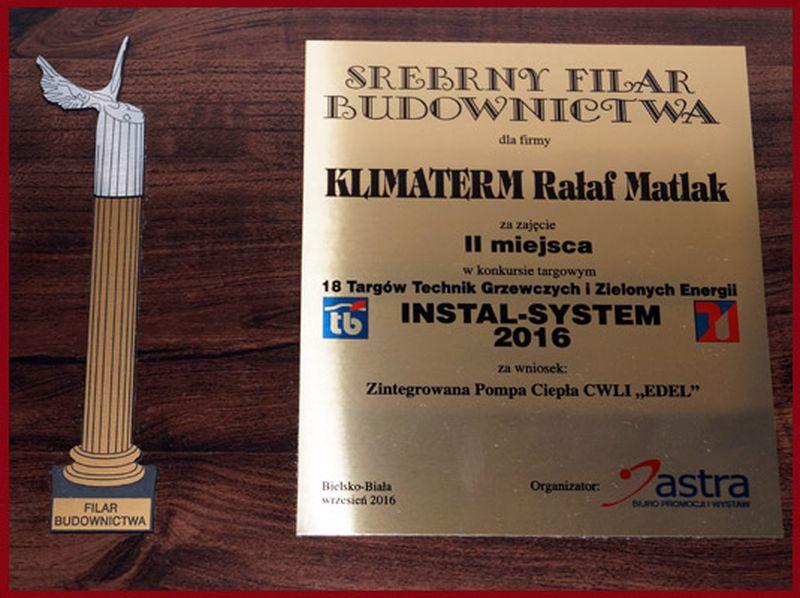 FILAR
BUDOWNICTWA
SREBRNY FILAR
BUDOWNICTWA
dla firmy
KLIMATERM Rałaf Matlak
za zajęcie
II miejsca
w konkursie targowym
18 Targów Technik Grzewczych i Zielonych Energii
tb
INSTAL-SYSTEM
2016
za wniosek:
Zintegrowana Pompa Ciepła CWLI „EDEL”
Bielsko-Biała
wrzesień 2016
Organizator:
astra
BIURO PROMOCJI I WYSTAW